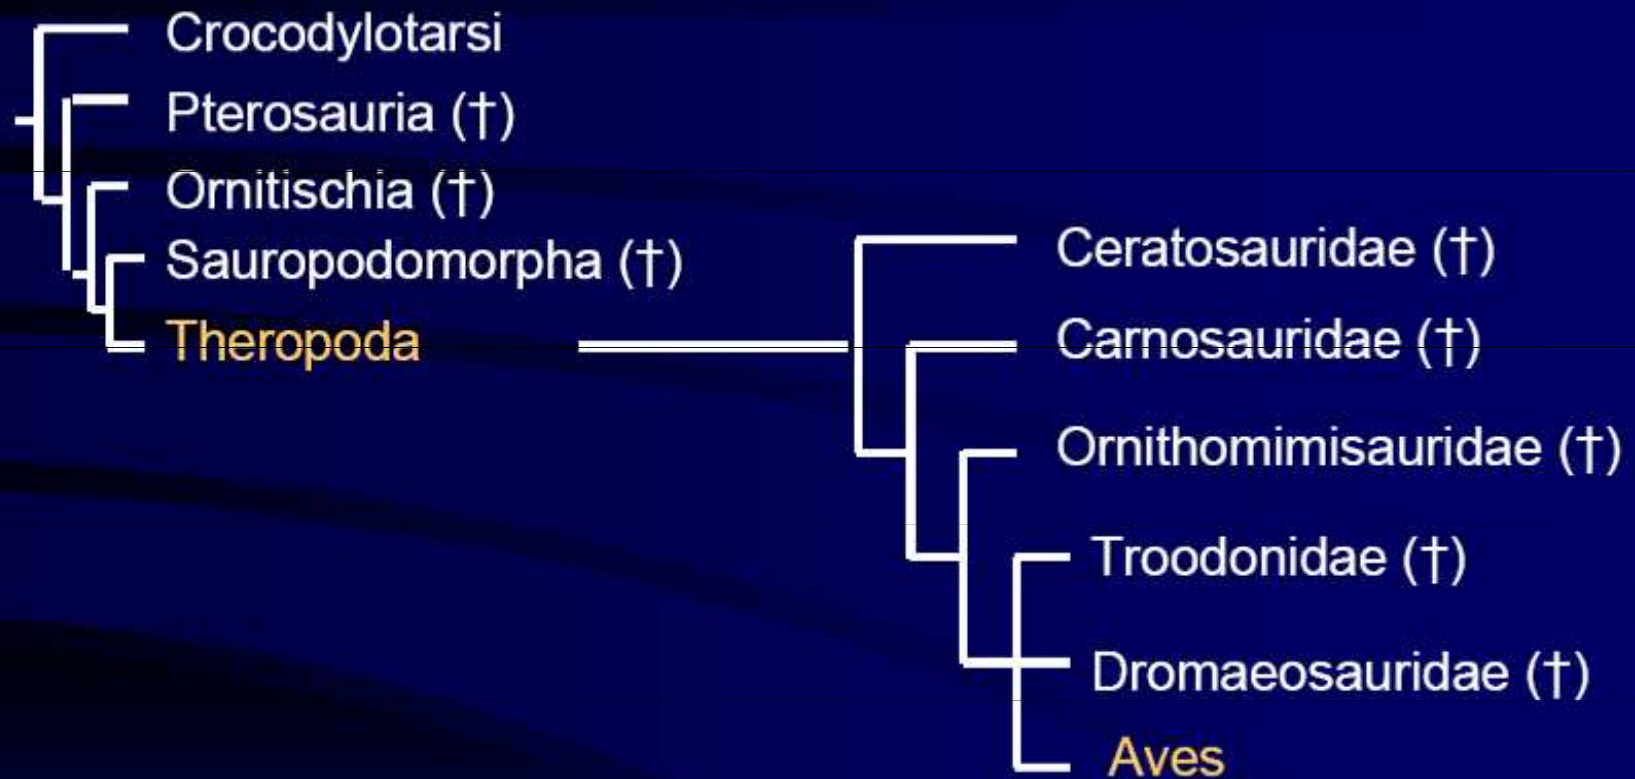 Crocodylotarsi
Pterosauria (†)
Ornitischia (†)
Sauropodomorpha (†)
Theropoda
Ceratosauridae (†)
Carnosauridae (†)
Ornithomimisauridae (†)
Troodonidae (†)
Dromaeosauridae (†)
Aves